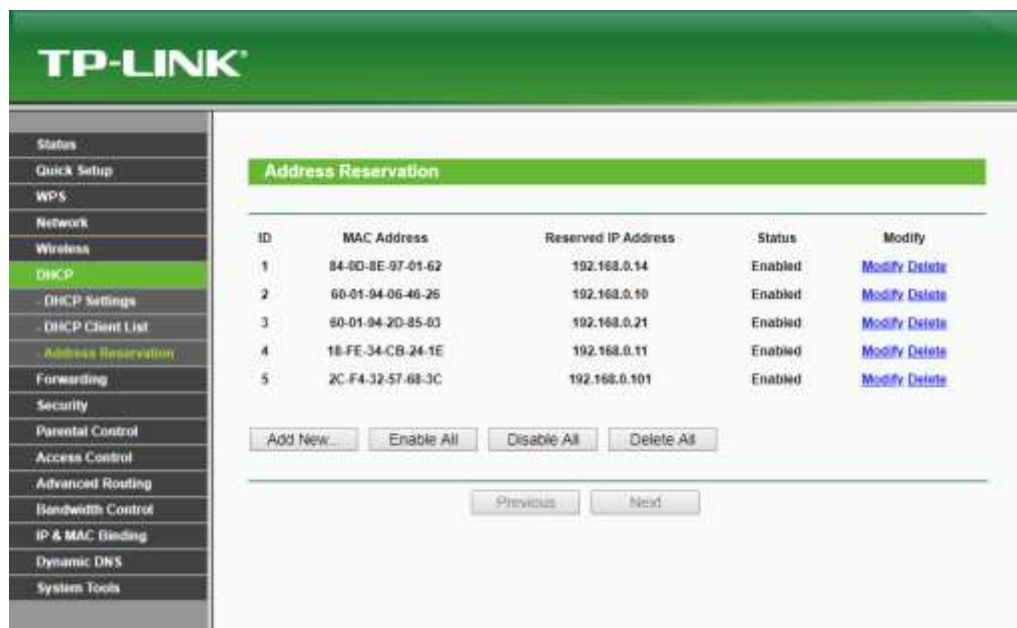 TP-LINK®
Status
Quick Setup
WPS
Network
Wireless
DHCP
- DHCP Settings
- DHCP Client List
- Address Reservation
Forwarding
Security
Parental Control
Access Control
Advanced Routing
Bandwidth Control
IP & MAC Binding
Dynamic DNS
System Tools
Address Reservation
ID MAC Address Reserved IP Address Status Modify
1 84-0D-8E-97-01-62 192.168.0.14 Enabled Modify Delete
2 60-01-94-06-46-26 192.168.0.10 Enabled Modify Delete
3 60-01-94-2D-85-03 192.168.0.21 Enabled Modify Delete
4 18-FE-34-CB-24-1E 192.168.0.11 Enabled Modify Delete
5 2C-F4-32-57-68-3C 192.168.0.101 Enabled Modify Delete
Add New... Enable All Disable All Delete All
Previous Next